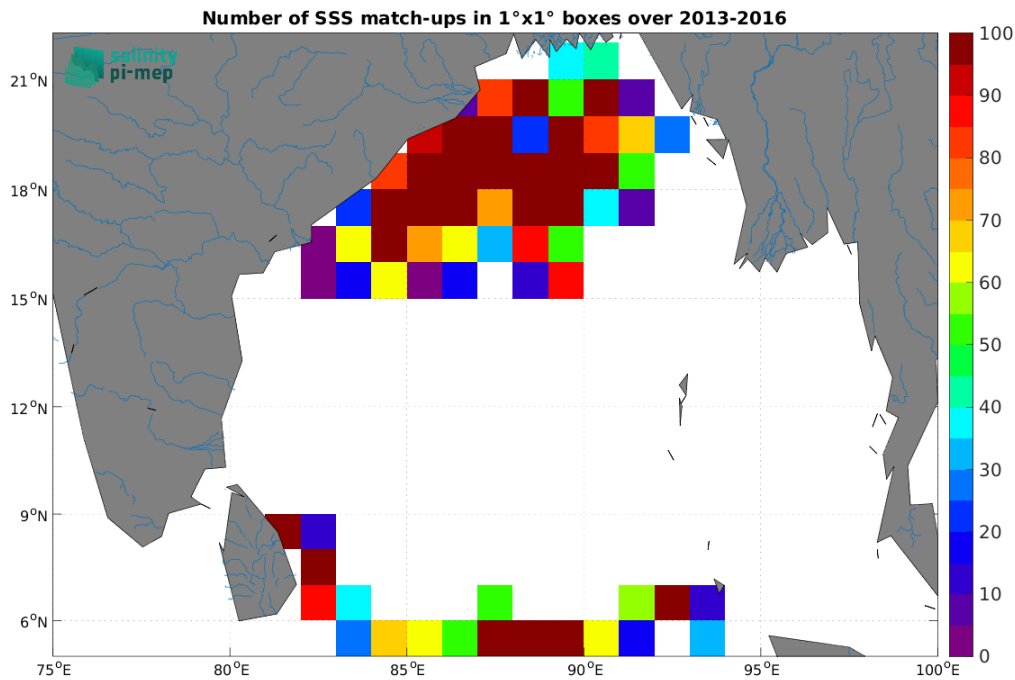 Number of SSS match-ups in 1°x1° boxes over 2013-2016
salinity
pi-mep
21°N
18°N
15°N
12°N
9°N
6°N
75°E 80°E 85°E 90°E 95°E 100°E
100
90
80
70
60
50
40
30
20
10
0